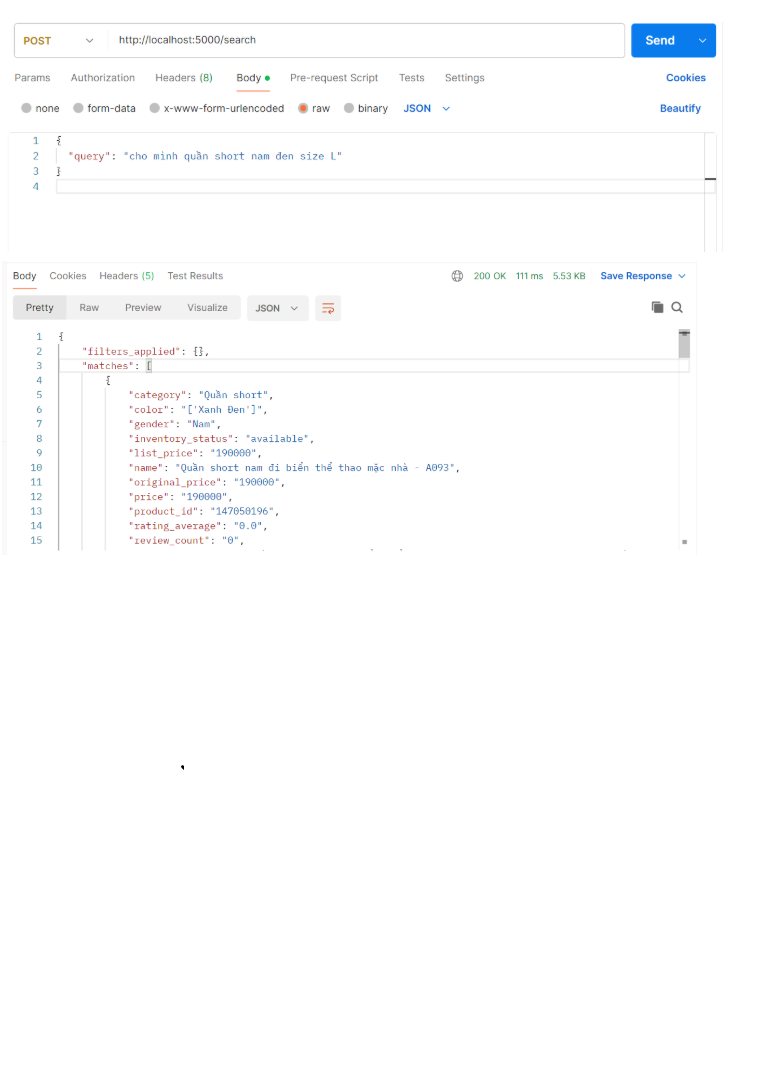 POST http://localhost:5000/search Send
Params Authorization Headers (8) Body Pre-request Script Tests Settings Cookies
none form-data x-www-form-urlencoded raw binary JSON Beautify
1 {
2 "query": "cho mình quần short nam đen size L"
3 }
4
Body Cookies Headers (5) Test Results 200 OK 111 ms 5.53 KB Save Response
Pretty Raw Preview Visualize JSON
1 {
2 "filters_applied": {},
3 "matches": [
4 {
5 "category": "Quần short",
6 "color": "['Xanh Đen']",
7 "gender": "Nam",
8 "inventory_status": "available",
9 "list_price": "190000",
10 "name": "Quần short nam đi biển thể thao mặc nhà - A093",
11 "original_price": "190000",
12 "price": "190000",
13 "product_id": "147050196",
14 "rating_average": "0.0",
15 "review_count": "0",